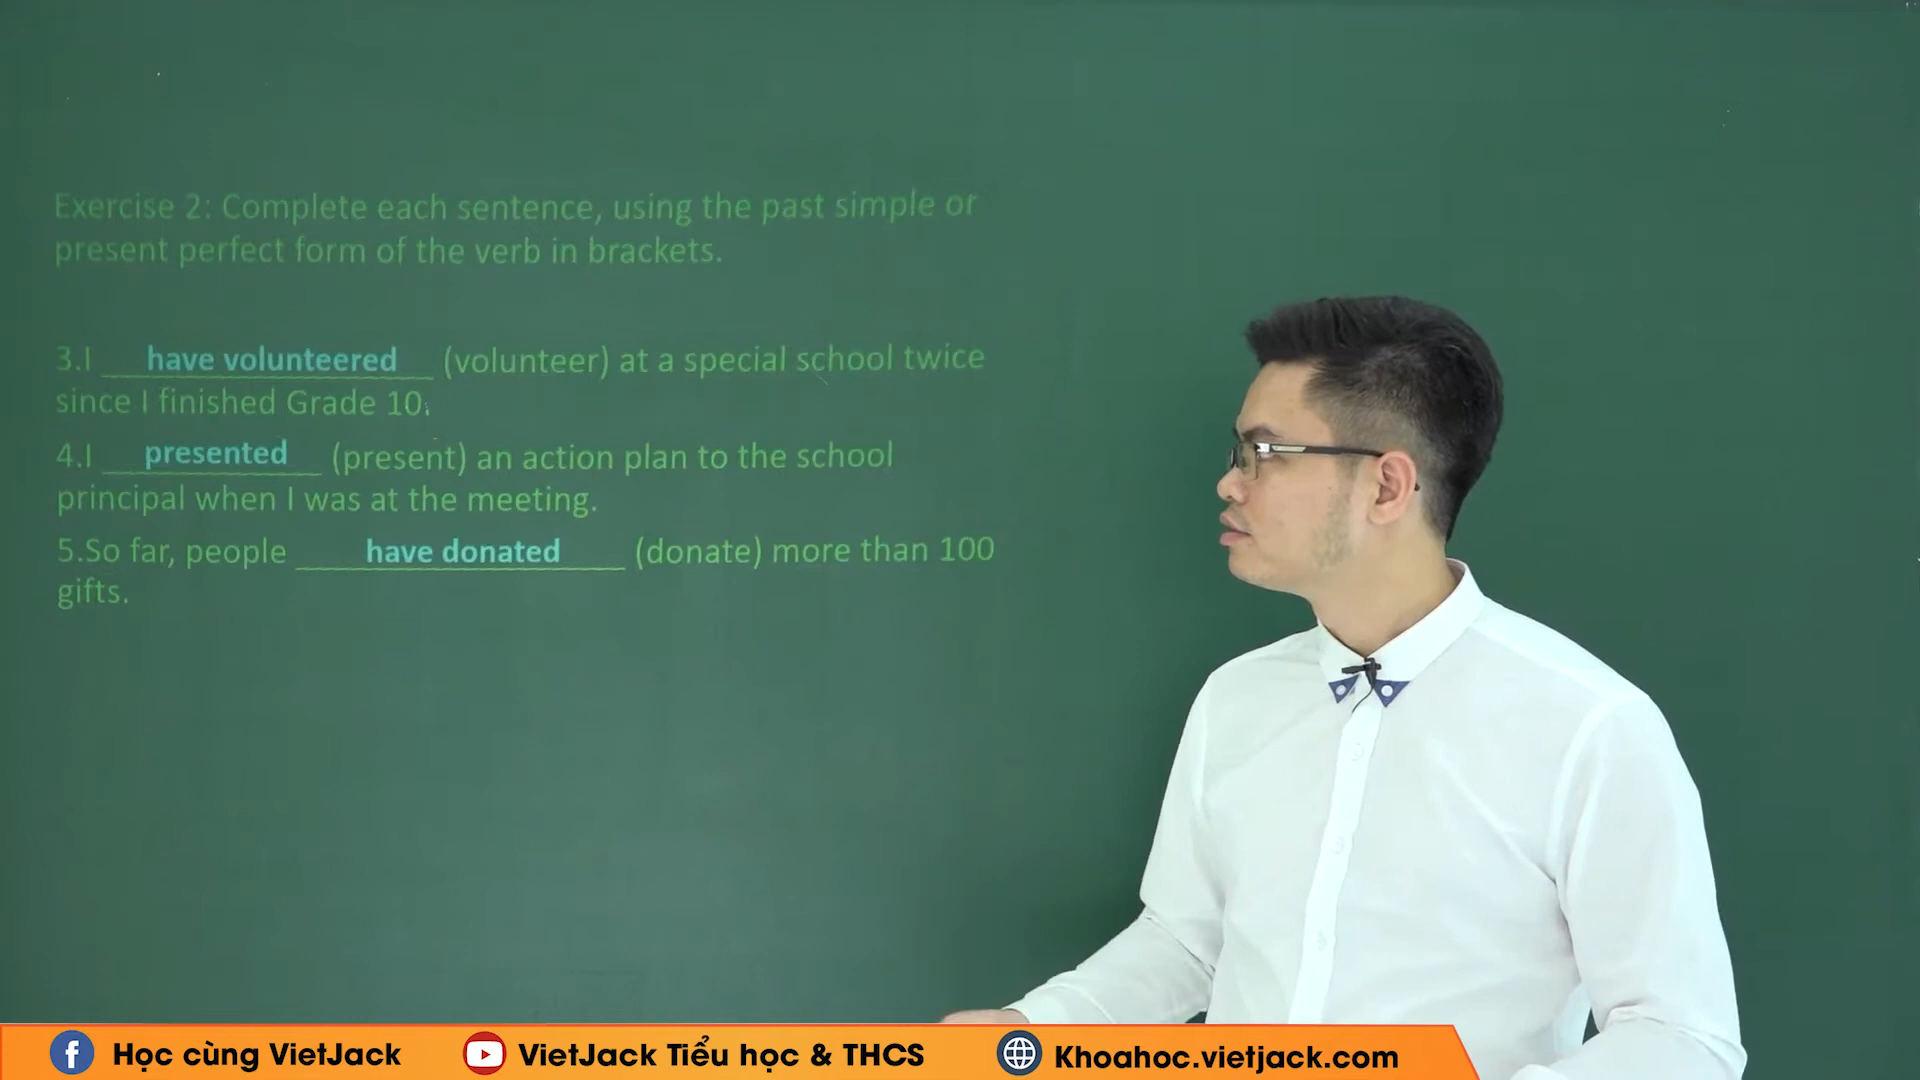 Exercise 2: Complete each sentence, using the past simple or
present perfect form of the verb in brackets.
3.I have volunteered (volunteer) at a special school twice
since I finished Grade 10.
4.I presented (present) an action plan to the school
principal when I was at the meeting.
5.So far, people have donated (donate) more than 100
gifts.
Học cùng VietJack
VietJack Tiểu học & THCS
Khoahoc.vietjack.com